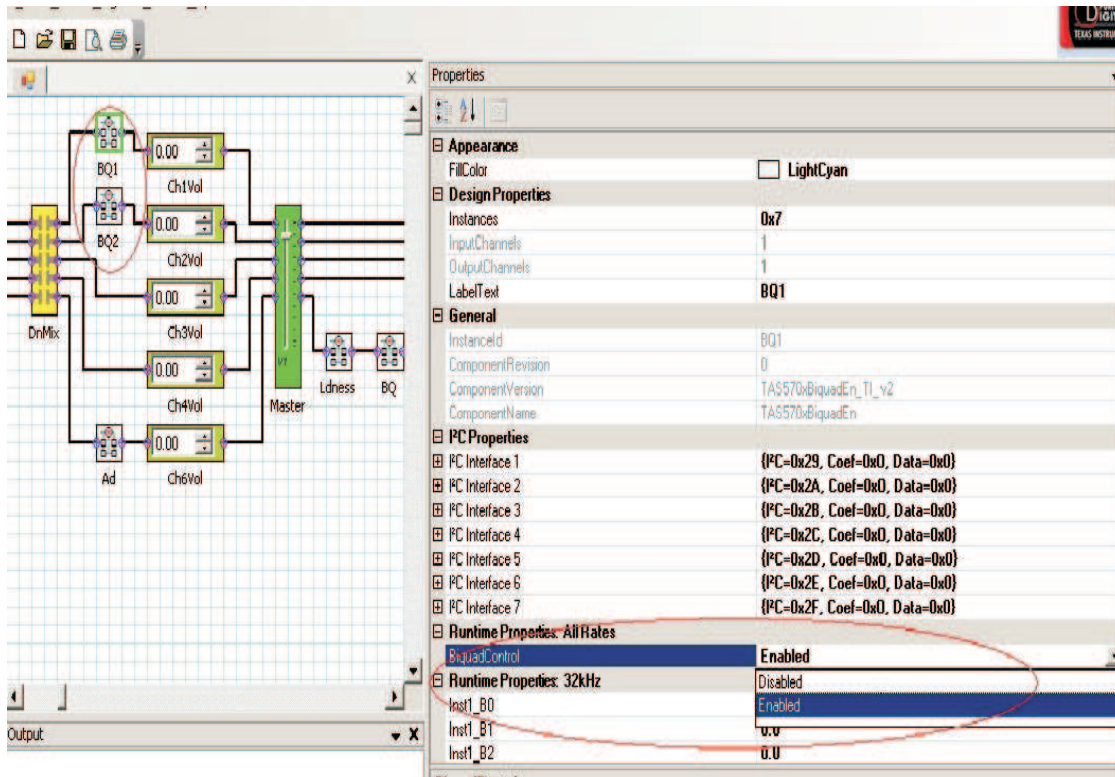 TEXAS INSTRUM
Properties
Appearance
FillColor LightCyan
Design Properties
Instances 0x7
InputChannels 1
OutputChannels 1
LabelText BQ1
General
InstanceId BQ1
ComponentRevision 0
ComponentVersion TAS570xBiquadEn_TI_v2
ComponentName TAS570xBiquadEn
I²C Properties
I²C Interface 1 {I²C=0x29, Coef=0x0, Data=0x0}
I²C Interface 2 {I²C=0x2A, Coef=0x0, Data=0x0}
I²C Interface 3 {I²C=0x2B, Coef=0x0, Data=0x0}
I²C Interface 4 {I²C=0x2C, Coef=0x0, Data=0x0}
I²C Interface 5 {I²C=0x2D, Coef=0x0, Data=0x0}
I²C Interface 6 {I²C=0x2E, Coef=0x0, Data=0x0}
I²C Interface 7 {I²C=0x2F, Coef=0x0, Data=0x0}
Runtime Properties: All Rates
BiquadControl Enabled
Disabled
Enabled
Runtime Properties: 32kHz
Inst1_B0
Inst1_B1 0.0
Inst1_B2 0.0
BQ1
0.00
Ch1Vol
BQ2
0.00
Ch2Vol
0.00
Ch3Vol
DnMix
0.00
Ch4Vol
V1
Master
Ldness
BQ
Ad
0.00
Ch6Vol
Output